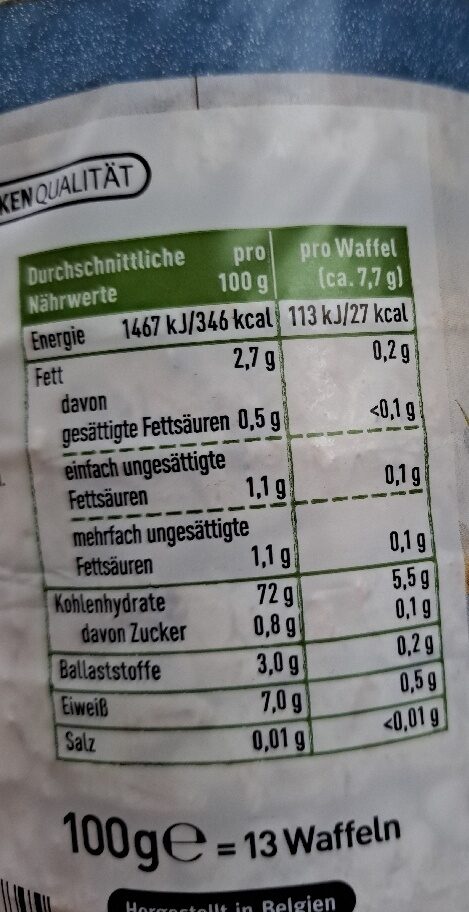 KENQUALITÄT
Durchschnittliche Nährwerte pro 100 g pro Waffel (ca. 7,7 g)
Energie 1467 kJ/346 kcal 113 kJ/27 kcal
Fett 2,7 g 0,2 g
davon
gesättigte Fettsäuren 0,5 g <0,1 g
einfach ungesättigte
Fettsäuren 1,1 g 0,1 g
mehrfach ungesättigte
Fettsäuren 1,1 g 0,1 g
Kohlenhydrate 72 g 5,5 g
davon Zucker 0,8 g 0,1 g
Ballaststoffe 3,0 g 0,2 g
Eiweiß 7,0 g 0,5 g
Salz 0,01 g <0,01 g
100g℮ = 13 Waffeln
Hergestellt in Belgien